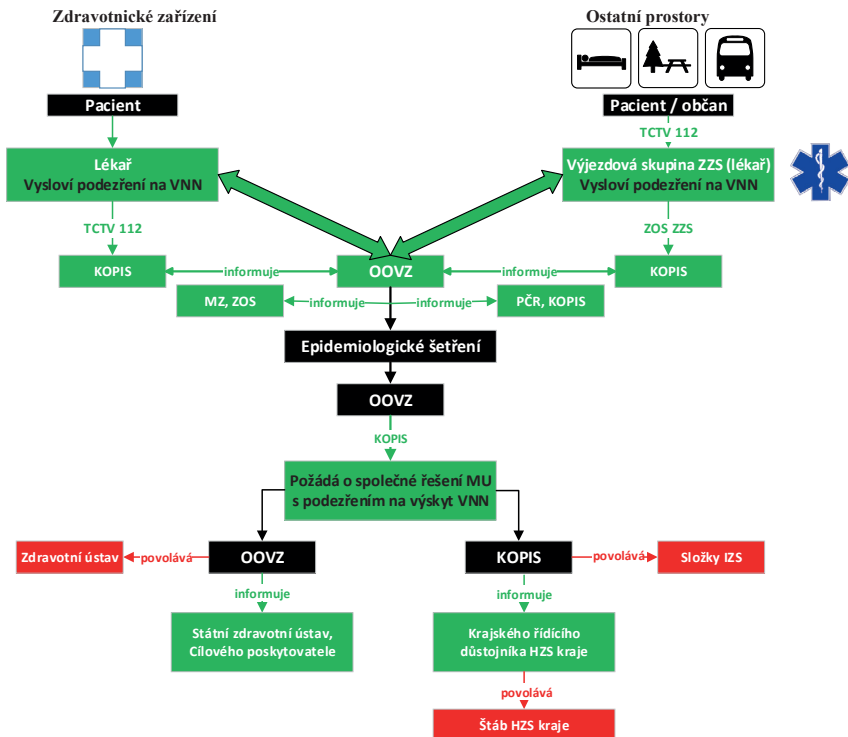 Zdravotnické zařízení
Ostatní prostory
Pacient
Pacient / občan
TCTV 112
Lékař
Vysloví podezření na VNN
Výjezdová skupina ZZS (lékař)
Vysloví podezření na VNN
TCTV 112
ZOS ZZS
KOPIS
informuje
OOVZ
informuje
KOPIS
MZ, ZOS
informuje
informuje
PČR, KOPIS
Epidemiologické šetření
OOVZ
KOPIS
Požádá o společné řešení MU
s podezřením na výskyt VNN
Zdravotní ústav
povolává
OOVZ
KOPIS
povolává
Složky IZS
informuje
informuje
Státní zdravotní ústav,
Cílového poskytovatele
Krajského řídícího
důstojníka HZS kraje
povolává
Štáb HZS kraje